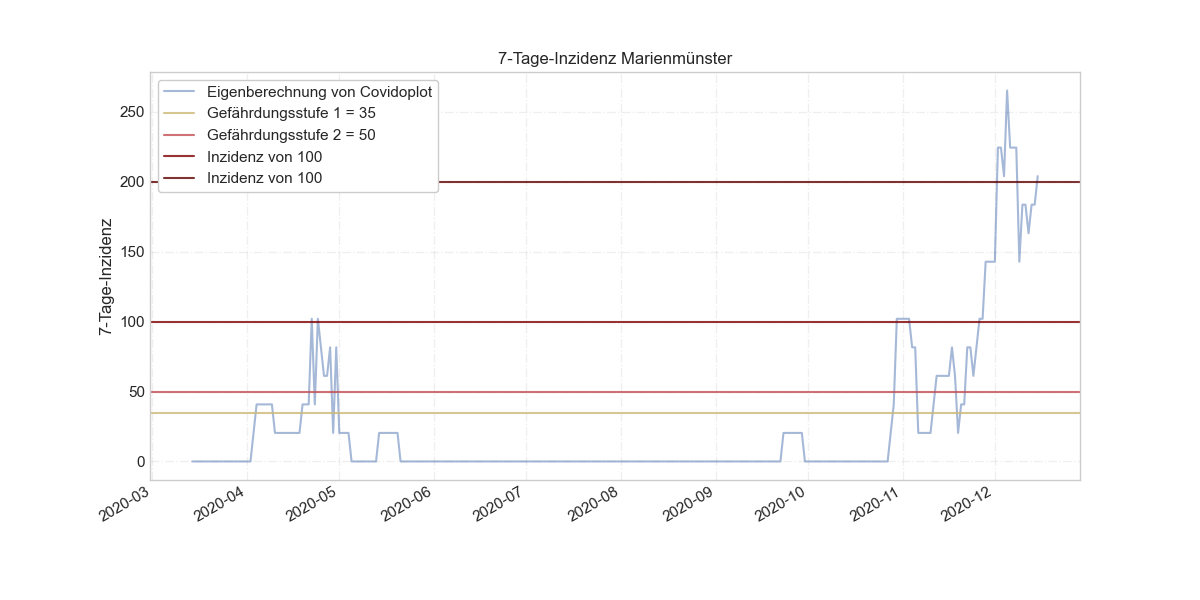 7-Tage-Inzidenz Marienmünster
Eigenberechnung von Covidoplot
Gefährdungsstufe 1 = 35
Gefährdungsstufe 2 = 50
Inzidenz von 100
Inzidenz von 100
7-Tage-Inzidenz
250
200
150
100
50
0
2020-03
2020-04
2020-05
2020-06
2020-07
2020-08
2020-09
2020-10
2020-11
2020-12